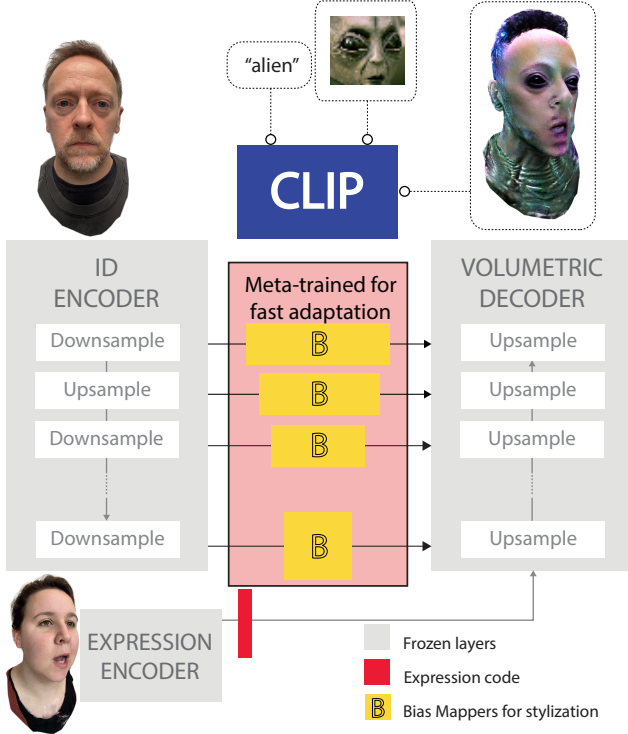 “alien”
CLIP
ID
ENCODER
Downsample
Upsample
Downsample
Downsample
Meta-trained for
fast adaptation
B
B
B
B
VOLUMETRIC
DECODER
Upsample
Upsample
Upsample
Upsample
EXPRESSION
ENCODER
Frozen layers
Expression code
B Bias Mappers for stylization